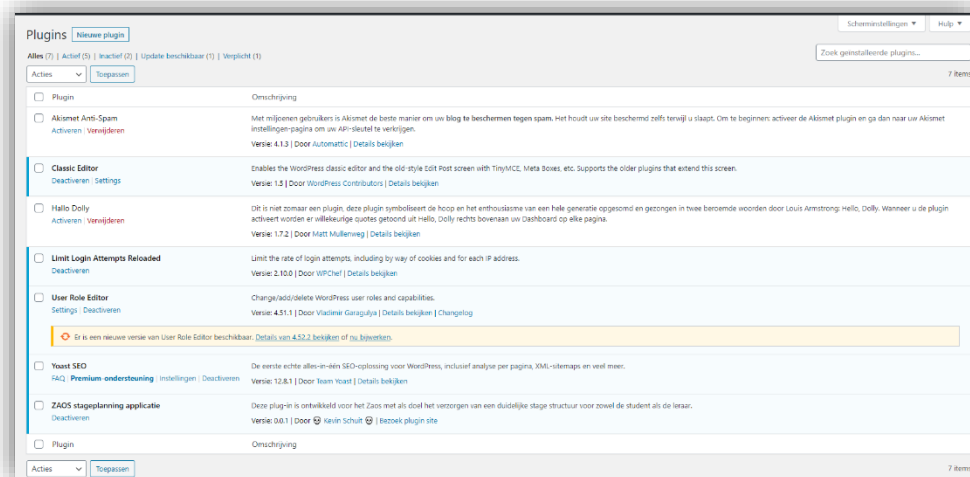 Scherminstellingen ▼ Hulp ▼
Plugins Nieuwe plugin
Alles (7) | Actief (5) | Inactief (2) | Update beschikbaar (1) | Verplicht (1)
Zoek geïnstalleerde plugins...
Acties Toepassen 7 items
Plugin Omschrijving
Akismet Anti-Spam Met miljoenen gebruikers is Akismet de beste manier om uw blog te beschermen tegen spam. Het houdt uw site beschermd zelfs terwijl u slaapt. Om te beginnen: activeer de Akismet plugin en ga dan naar uw Akismet
Activeren | Verwijderen instellingen-pagina om uw API-sleutel te verkrijgen.
Versie: 4.1.3 | Door Automattic | Details bekijken
Classic Editor Enables the WordPress classic editor and the old-style Edit Post screen with TinyMCE, Meta Boxes, etc. Supports the older plugins that extend this screen.
Deactiveren | Settings Versie: 1.5 | Door WordPress Contributors | Details bekijken
Hallo Dolly Dit is niet zomaar een plugin, deze plugin symboliseert de hoop en het enthousiasme van een hele generatie opgesomd en gezongen in twee beroemde woorden door Louis Armstrong: Hello, Dolly. Wanneer u de plugin
Activeren | Verwijderen activeert worden er willekeurige quotes getoond uit Hello, Dolly rechts bovenaan uw Dashboard op elke pagina.
Versie: 1.7.2 | Door Matt Mullenweg | Details bekijken
Limit Login Attempts Reloaded Limit the rate of login attempts, including by way of cookies and for each IP address.
Deactiveren Versie: 2.10.0 | Door WPChef | Details bekijken
User Role Editor Change/add/delete WordPress user roles and capabilities.
Settings | Deactiveren Versie: 4.51.1 | Door Vladimir Garagulya | Details bekijken | Changelog
Er is een nieuwe versie van User Role Editor beschikbaar. Details van 4.52.2 bekijken of nu bijwerken.
Yoast SEO De eerste echte alles-in-één SEO-oplossing voor WordPress, inclusief analyse per pagina, XML-sitemaps en veel meer.
FAQ | Premium-ondersteuning | Instellingen | Deactiveren Versie: 12.8.1 | Door Team Yoast | Details bekijken
ZAOS stageplanning applicatie Deze plug-in is ontwikkeld voor het Zaos met als doel het verzorgen van een duidelijke stage structuur voor zowel de student als de leraar.
Deactiveren Versie: 0.0.1 | Door 💀 Kevin Schuit 💀 | Bezoek plugin site
Plugin Omschrijving
Acties Toepassen 7 items